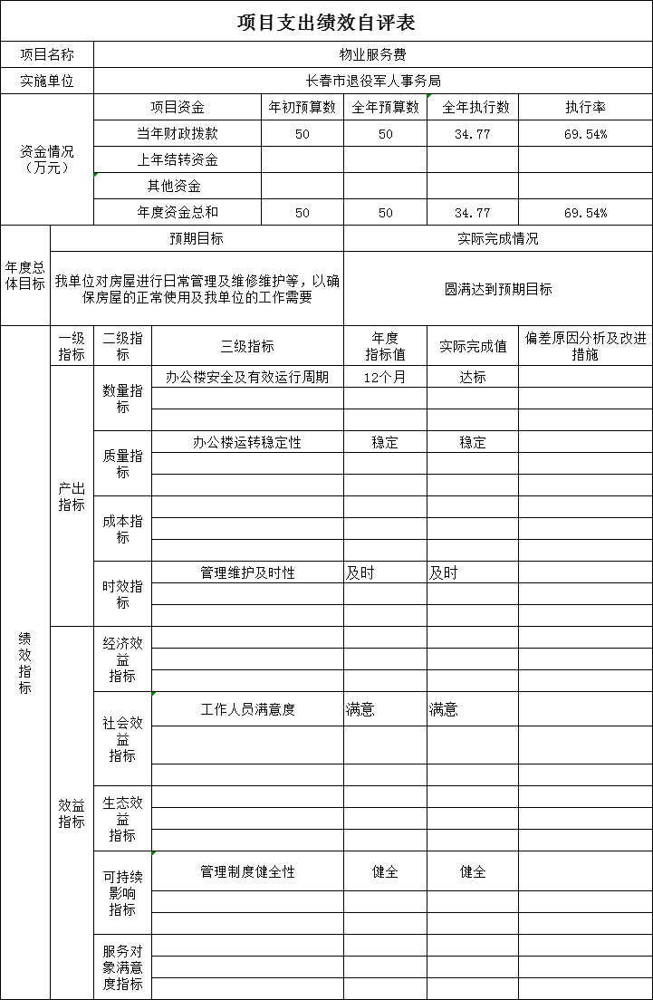 项目支出绩效自评表
项目名称 物业服务费
实施单位 长春市退役军人事务局
资金情况
（万元）
项目资金 年初预算数 全年预算数 全年执行数 执行率
当年财政拨款 50 50 34.77 69.54%
上年结转资金
其他资金
年度资金总和 50 50 34.77 69.54%
年度总
体目标
预期目标 实际完成情况
我单位对房屋进行日常管理及维修维护等，以确
保房屋的正常使用及我单位的工作需要
圆满达到预期目标
绩
效
指
标
一级
指标
二级指
标
三级指标
年度
指标值
实际完成值
偏差原因分析及改进
措施
产出
指标
数量指
标
办公楼安全及有效运行周期 12个月 达标
质量指
标
办公楼运转稳定性 稳定 稳定
成本指
标
时效指
标
管理维护及时性 及时 及时
效益
指标
经济效
益
指标
社会效
益
指标
工作人员满意度 满意 满意
生态效
益
指标
可持续
影响
指标
管理制度健全性 健全 健全
服务对
象满意
度指标